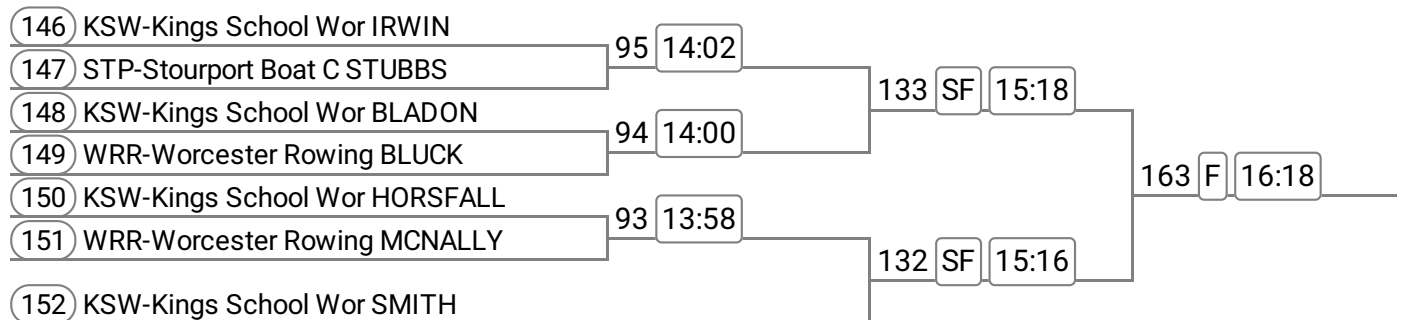 146 KSW-Kings School Wor IRWIN
95 14:02
147 STP-Stourport Boat C STUBBS
133 SF 15:18
148 KSW-Kings School Wor BLADON
94 14:00
149 WRR-Worcester Rowing BLUCK
163 F 16:18
150 KSW-Kings School Wor HORSFALL
93 13:58
151 WRR-Worcester Rowing MCNALLY
132 SF 15:16
152 KSW-Kings School Wor SMITH